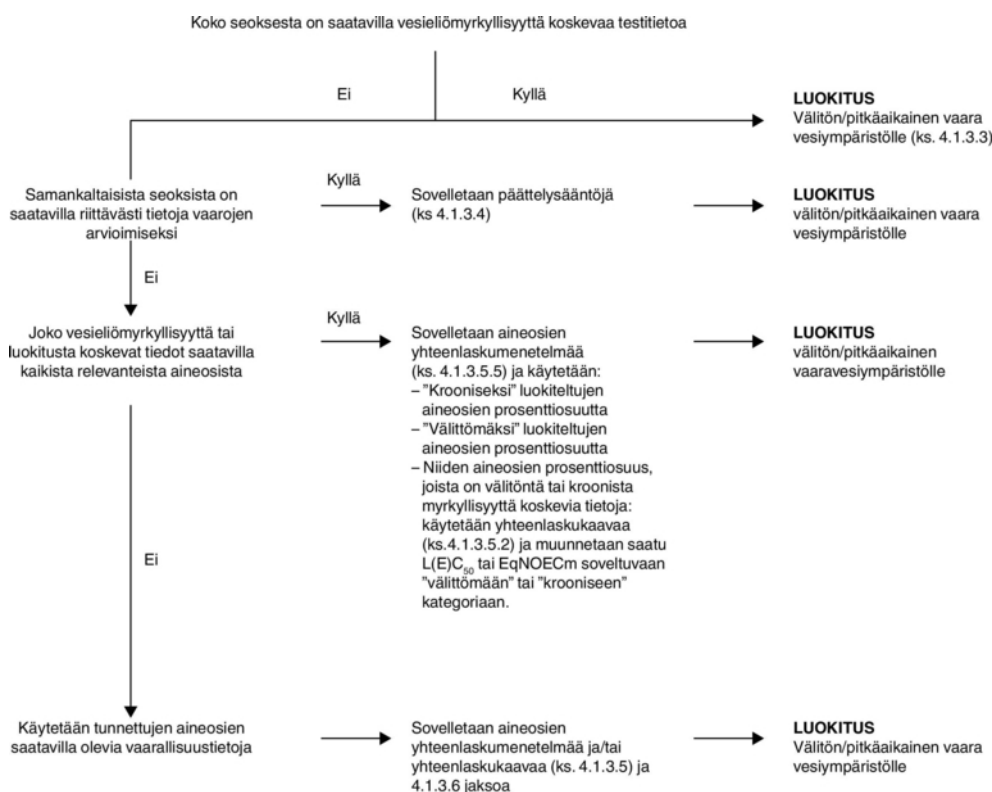 Koko seoksesta on saatavilla vesieliömyrkyllisyyttä koskevaa testitietoa
Ei
Kyllä
LUOKITUS
Välitön/pitkäaikainen vaara
vesiympäristölle (ks. 4.1.3.3)
Samankaltaisista seoksista on
saatavilla riittävästi tietoja vaarojen
arvioimiseksi
Kyllä
Sovelletaan päättelysääntöjä
(ks 4.1.3.4)
LUOKITUS
välitön/pitkäaikainen vaara
vesiympäristölle
Ei
Joko vesieliömyrkyllisyyttä tai
luokitusta koskevat tiedot saatavilla
kaikista relevanteista aineosista
Kyllä
Sovelletaan aineosien
yhteenlaskumenetelmää
(ks. 4.1.3.5.5) ja käytetään:
– ”Krooniseksi” luokiteltujen
aineosien prosenttiosuutta
– ”Välittömäksi” luokiteltujen
aineosien prosenttiosuutta
– Niiden aineosien prosenttiosuus,
joista on välitöntä tai kroonista
myrkyllisyyttä koskevia tietoja:
käytetään yhteenlaskukaavaa
(ks.4.1.3.5.2) ja muunnetaan saatu
L(E)C₅₀ tai EqNOECm soveltuvaan
”välittömään” tai ”krooniseen”
kategoriaan.
LUOKITUS
välitön/pitkäaikainen
vaaravesiympäristölle
Ei
Käytetään tunnettujen aineosien
saatavilla olevia vaarallisuustietoja
Sovelletaan aineosien
yhteenlaskumenetelmää ja/tai
yhteenlaskukaavaa (ks. 4.1.3.5) ja
4.1.3.6 jaksoa
LUOKITUS
Välitön/pitkäaikainen vaara
vesiympäristölle